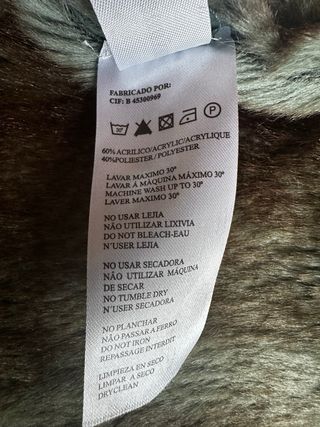 FABRICADO POR:
CIF: B 45300969
30°
P
60% ACRILICO/ACRYLIC/ACRYLIQUE
40%POLIESTER/POLYESTER
LAVAR MAXIMO 30°
LAVAR Á MÁQUINA MÁXIMO 30°
MACHINE WASH UP TO 30°
LAVER MAXIMO 30°
NO USAR LEJIA
NÃO UTILIZAR LIXIVIA
DO NOT BLEACH-EAU
N'USER LEJIA
NO USAR SECADORA
NÃO UTILIZAR MÁQUINA
DE SECAR
NO TUMBLE DRY
N'USER SECADORA
NO PLANCHAR
NÃO PASSAR A FERRO
DO NOT IRON
REPASSAGE INTERDIT
LIMPIEZA EN SECO
LIMPAR A SECO
DRYCLEAN